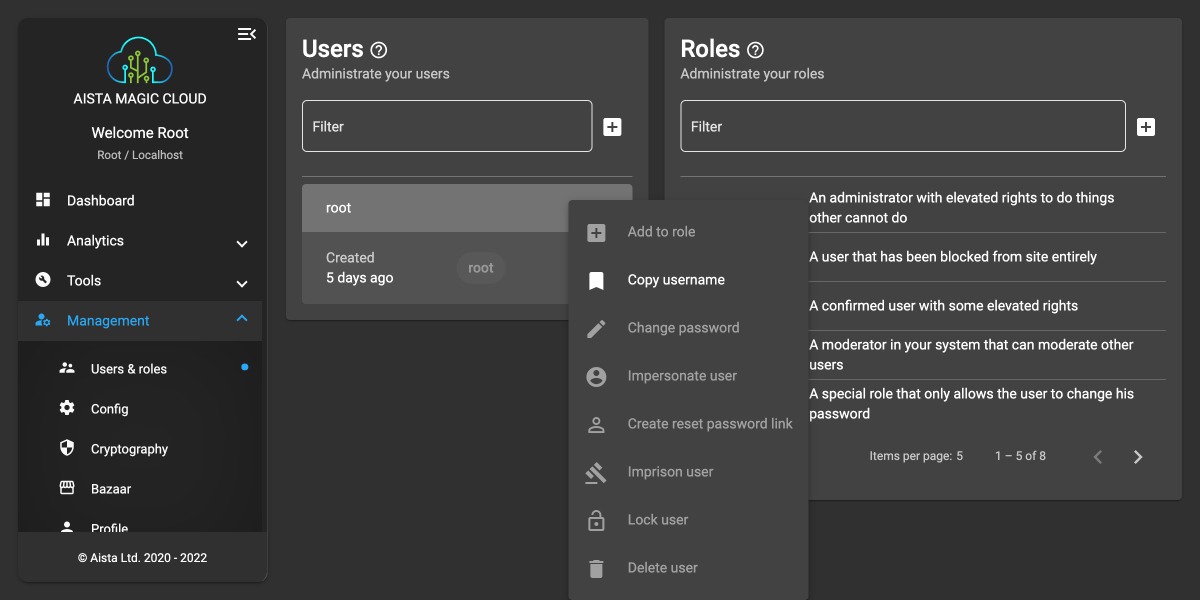 AISTA MAGIC CLOUD
Welcome Root
Root / Localhost
Dashboard
Analytics
Tools
Management
Users & roles
Config
Cryptography
Bazaar
Profile
© Aista Ltd. 2020 - 2022
Users
Administrate your users
Filter
root
Created
5 days ago
root
Add to role
Copy username
Change password
Impersonate user
Create reset password link
Imprison user
Lock user
Delete user
Roles
Administrate your roles
Filter
An administrator with elevated rights to do things
other cannot do
A user that has been blocked from site entirely
A confirmed user with some elevated rights
A moderator in your system that can moderate other
users
A special role that only allows the user to change his
password
Items per page: 5 1 – 5 of 8